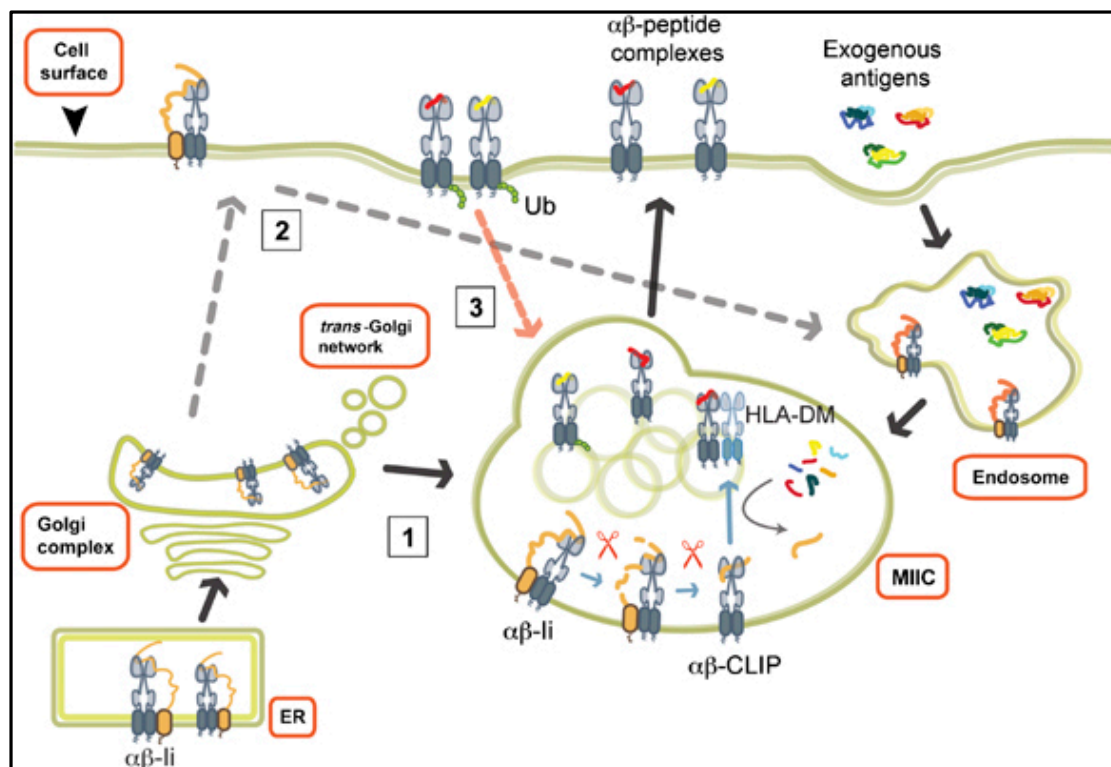 αβ-peptide
complexes
Cell
surface
Exogenous
antigens
Ub
2
3
trans-Golgi
network
HLA-DM
Endosome
Golgi
complex
1
MIIC
αβ-Ii
αβ-CLIP
ER
αβ-Ii